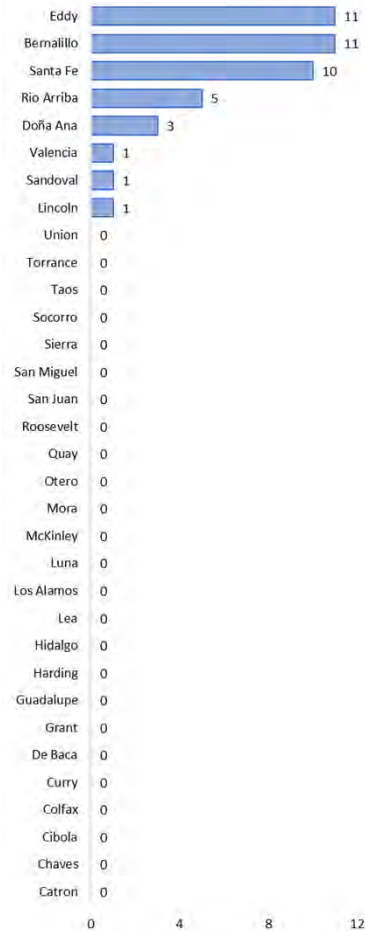 Eddy 11
Bernalillo 11
Santa Fe 10
Rio Arriba 5
Doña Ana 3
Valencia 1
Sandoval 1
Lincoln 1
Union 0
Torrance 0
Taos 0
Socorro 0
Sierra 0
San Miguel 0
San Juan 0
Roosevelt 0
Quay 0
Otero 0
Mora 0
McKinley 0
Luna 0
Los Alamos 0
Lea 0
Hidalgo 0
Harding 0
Guadalupe 0
Grant 0
De Baca 0
Curry 0
Colfax 0
Cibola 0
Chaves 0
Catron 0
0 4 8 12